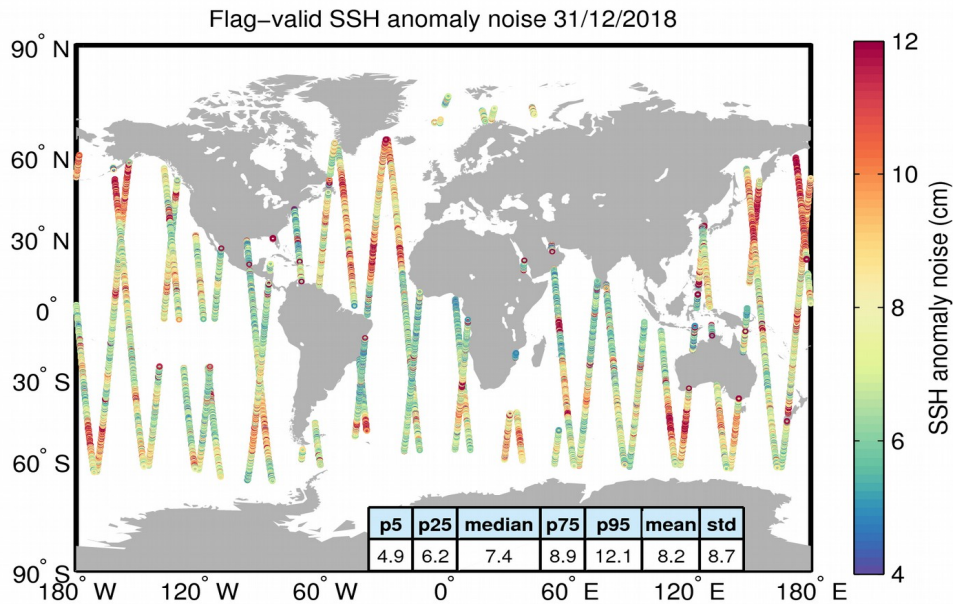 Flag−valid SSH anomaly noise 31/12/2018
90° N
60° N
30° N
0°
30° S
60° S
90° S
180° W
120° W
60° W
0°
60° E
120° E
180° E
p5 p25 median p75 p95 mean std
4.9 6.2 7.4 8.9 12.1 8.2 8.7
12
10
8
6
4
SSH anomaly noise (cm)